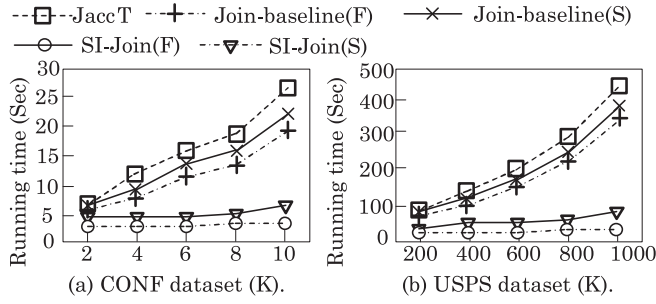 JaccT Join-baseline(F) Join-baseline(S)
SI-Join(F) SI-Join(S)
Running time (Sec)
30
25
20
15
10
5
0
2 4 6 8 10
(a) CONF dataset (K).
Running time (Sec)
500
400
300
200
100
0
200 400 600 800 1000
(b) USPS dataset (K).